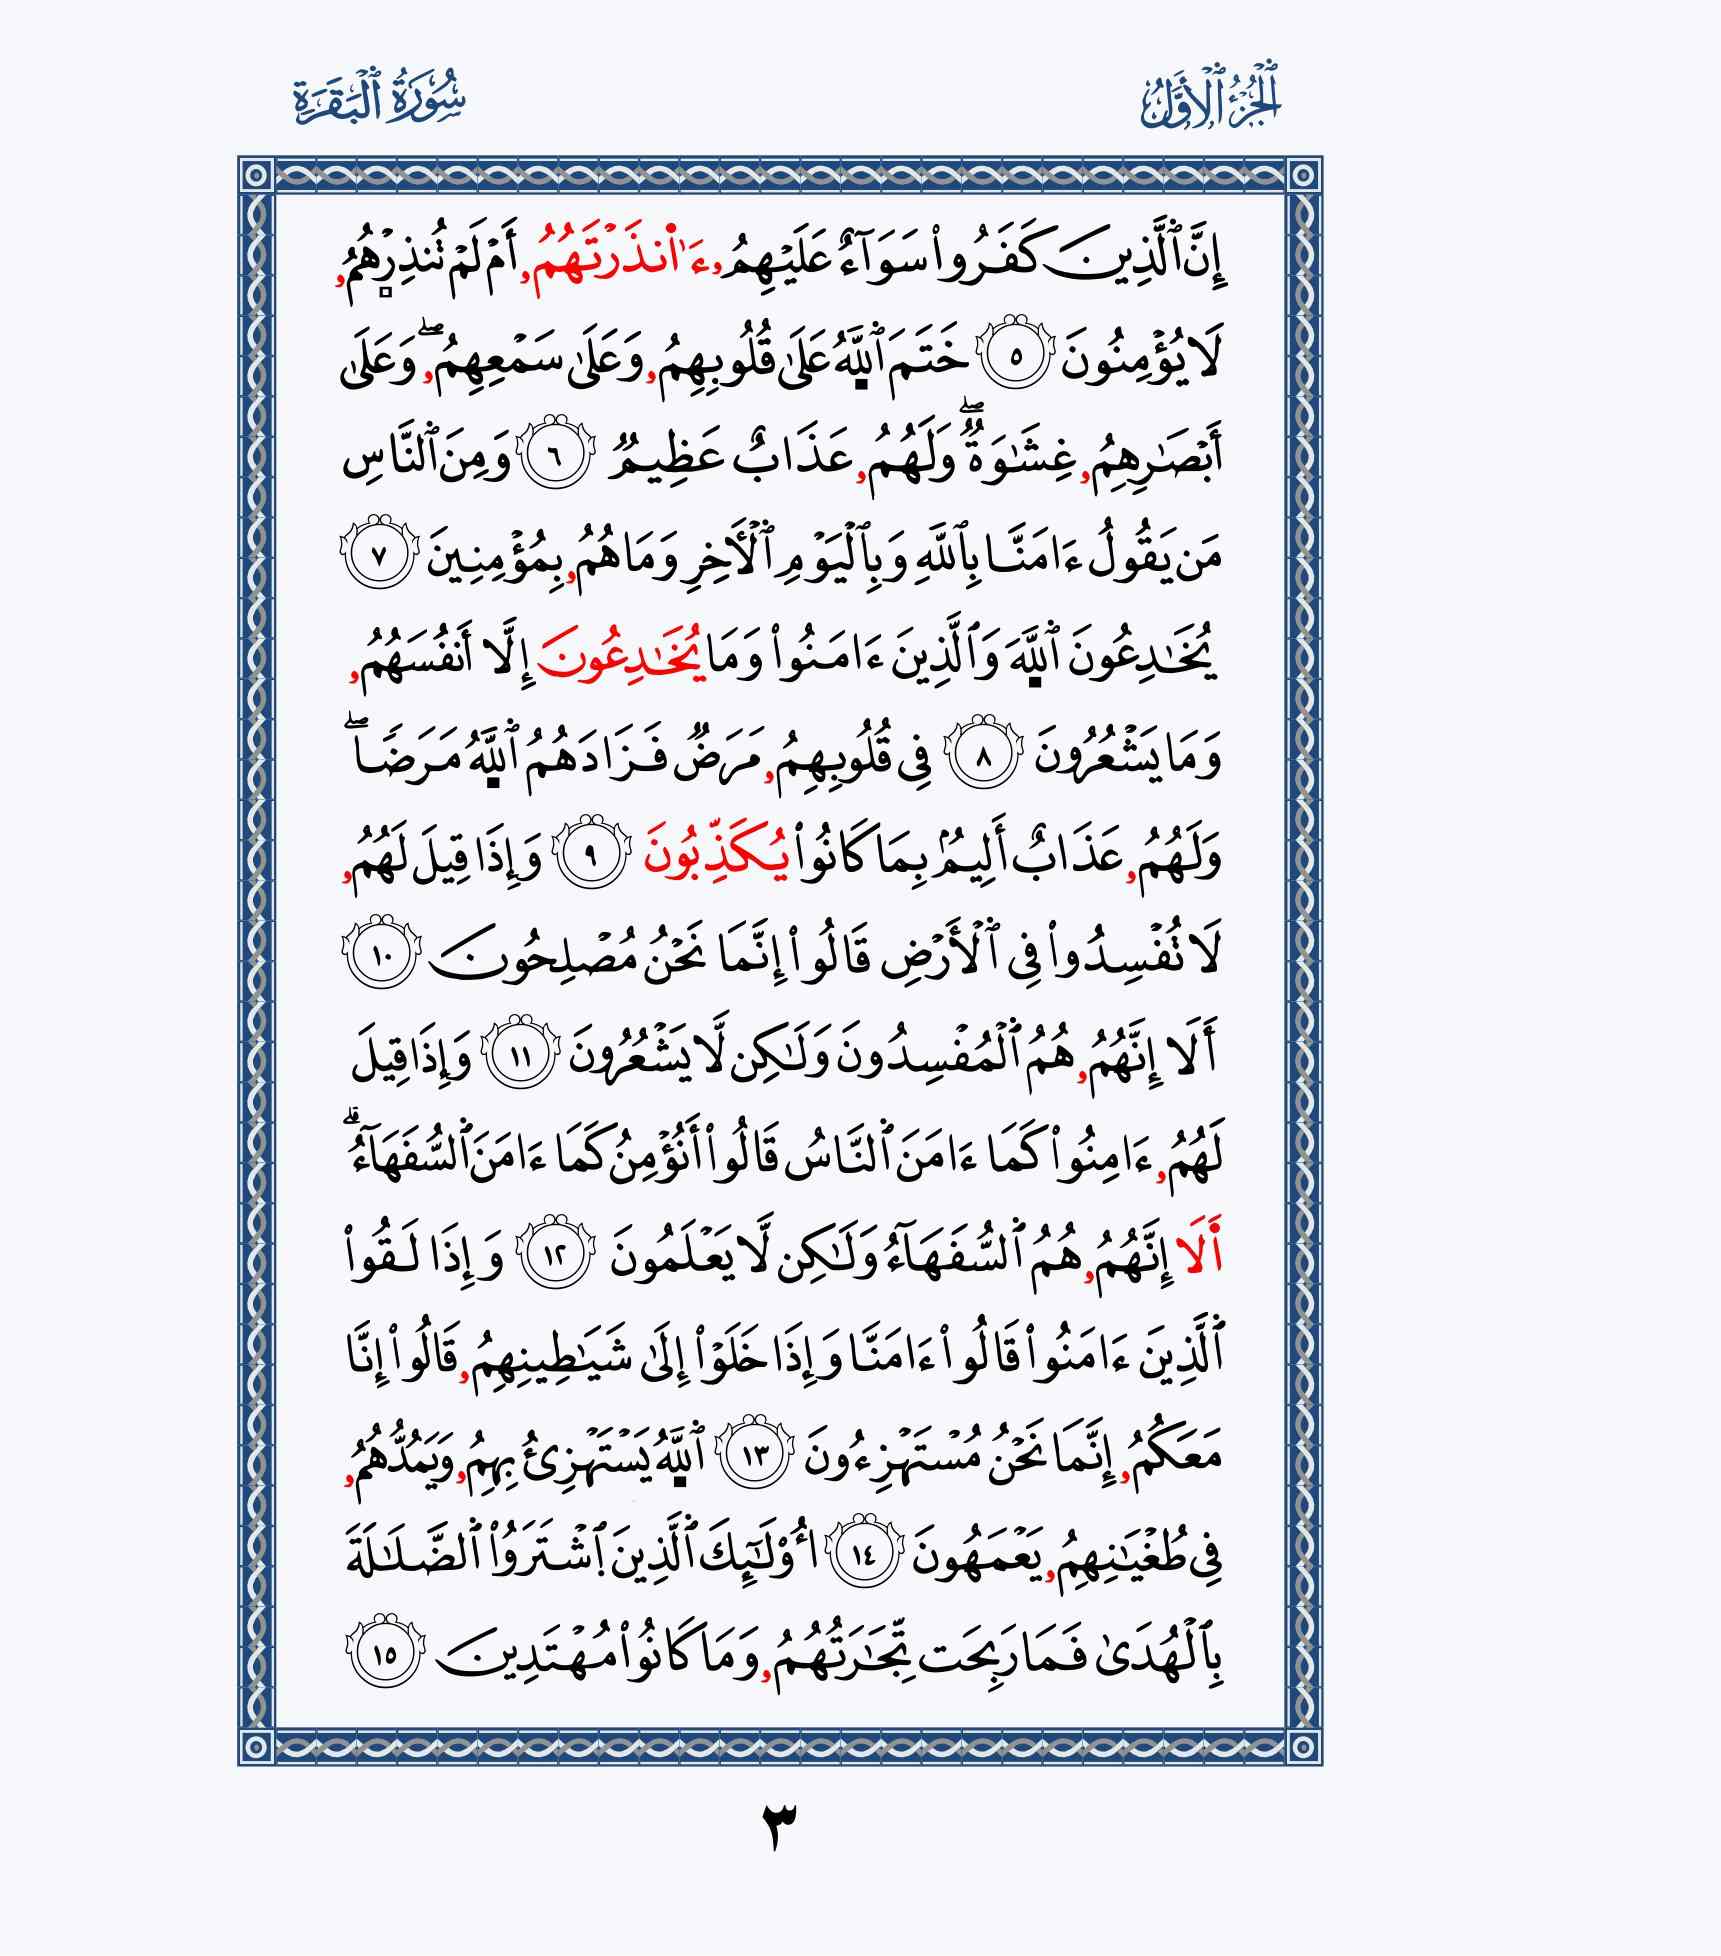 ٱلْجُزْءُ ٱلْأَوَّلُ
سُورَةُ ٱلْبَقَرَةِ
إِنَّ ٱلَّذِينَ كَفَرُوا۟ سَوَآءٌ عَلَيْهِمُۥ ءَا۬نذَرْتَهُمُۥ أَمْ لَمْ تُنذِرْهُمُۥ
لَا يُؤْمِنُونَ ٥ خَتَمَ ٱللَّهُ عَلَىٰ قُلُوبِهِمُۥ وَعَلَىٰ سَمْعِهِمُۥۖ وَعَلَىٰ
أَبْصَٰرِهِمُۥ غِشَٰوَةٌۖ وَلَهُمُۥ عَذَابٌ عَظِيمٌ ٦ وَمِنَ ٱلنَّاسِ
مَن يَقُولُ ءَامَنَّا بِٱللَّهِ وَبِٱلْيَوْمِ ٱلْأَخِرِ وَمَا هُمُۥ بِمُؤْمِنِينَ ٧
يُخَٰدِعُونَ ٱللَّهَ وَٱلَّذِينَ ءَامَنُوا۟ وَمَا يُخَٰدِعُونَ إِلَّا أَنفُسَهُمُۥ
وَمَا يَشْعُرُونَ ٨ فِى قُلُوبِهِمُۥ مَرَضٌ فَزَادَهُمُ ٱللَّهُ مَرَضًاۖ
وَلَهُمُۥ عَذَابٌ أَلِيمُۢ بِمَا كَانُوا۟ يُكَذِّبُونَ ٩ وَإِذَا قِيلَ لَهُمُۥ
لَا تُفْسِدُوا۟ فِى ٱلْأَرْضِ قَالُوا۟ إِنَّمَا نَحْنُ مُصْلِحُونَ ١٠
أَلَا إِنَّهُمُۥ هُمُ ٱلْمُفْسِدُونَ وَلَٰكِن لَّا يَشْعُرُونَ ١١ وَإِذَا قِيلَ
لَهُمُۥ ءَامِنُوا۟ كَمَا ءَامَنَ ٱلنَّاسُ قَالُوا۟ أَنُؤْمِنُ كَمَا ءَامَنَ ٱلسُّفَهَآءُۗ
أَلَا إِنَّهُمُۥ هُمُ ٱلسُّفَهَآءُ وَلَٰكِن لَّا يَعْلَمُونَ ١٢ وَإِذَا لَقُوا۟
ٱلَّذِينَ ءَامَنُوا۟ قَالُوا۟ ءَامَنَّا وَإِذَا خَلَوْا۟ إِلَىٰ شَيَٰطِينِهِمُۥ قَالُوا۟ إِنَّا
مَعَكُمُۥ إِنَّمَا نَحْنُ مُسْتَهْزِءُونَ ١٣ ٱللَّهُ يَسْتَهْزِئُ بِهِمُۥ وَيَمُدُّهُمُۥ
فِى طُغْيَٰنِهِمُۥ يَعْمَهُونَ ١٤ أُو۟لَٰٓئِكَ ٱلَّذِينَ ٱشْتَرَوُا۟ ٱلضَّلَٰلَةَ
بِٱلْهُدَىٰ فَمَا رَبِحَت تِّجَٰرَتُهُمُۥ وَمَا كَانُوا۟ مُهْتَدِينَ ١٥
٣